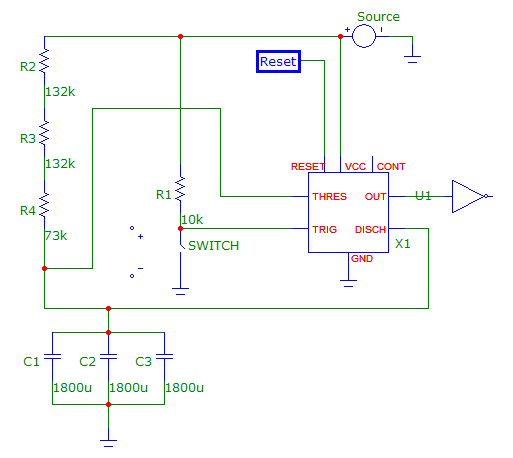 Source
+
-
R2
Reset
132k
RESET
VCC
CONT
R3
132k
R4
R1
THRES
OUT
U1
10k
73k
TRIG
DISCH
+
SWITCH
X1
-
GND
C1
C2
C3
1800u
1800u
1800u